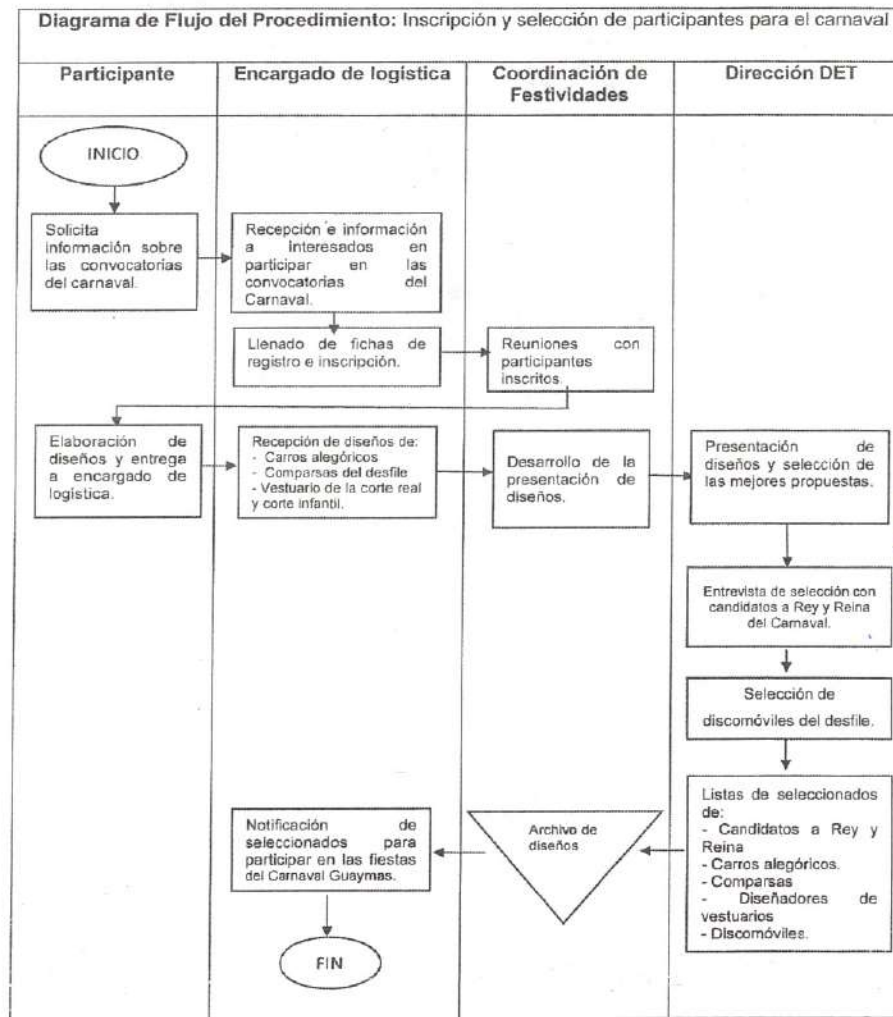 Diagrama de Flujo del Procedimiento: Inscripción y selección de participantes para el carnaval
Participante
Encargado de logística
Coordinación de
Festividades
Dirección DET
INICIO
Solicita
información sobre
las convocatorias
del carnaval.
Recepción e información
a interesados en
participar en las
convocatorias del
Carnaval.
Llenado de fichas de
registro e inscripción.
Reuniones con
participantes
inscritos.
Elaboración de
diseños y entrega
a encargado de
logística.
Recepción de diseños de:
- Carros alegóricos
- Comparsas del desfile
- Vestuario de la corte real
y corte infantil.
Desarrollo de la
presentación de
diseños.
Presentación de
diseños y selección de
las mejores propuestas.
Entrevista de selección con
candidatos a Rey y Reina
del Carnaval.
Selección de
discomóviles del desfile.
Listas de seleccionados
de:
- Candidatos a Rey y
Reina
- Carros alegóricos.
- Comparsas
- Diseñadores de
vestuarios
- Discomóviles.
Archivo de
diseños
Notificación de
seleccionados para
participar en las fiestas
del Carnaval Guaymas.
FIN